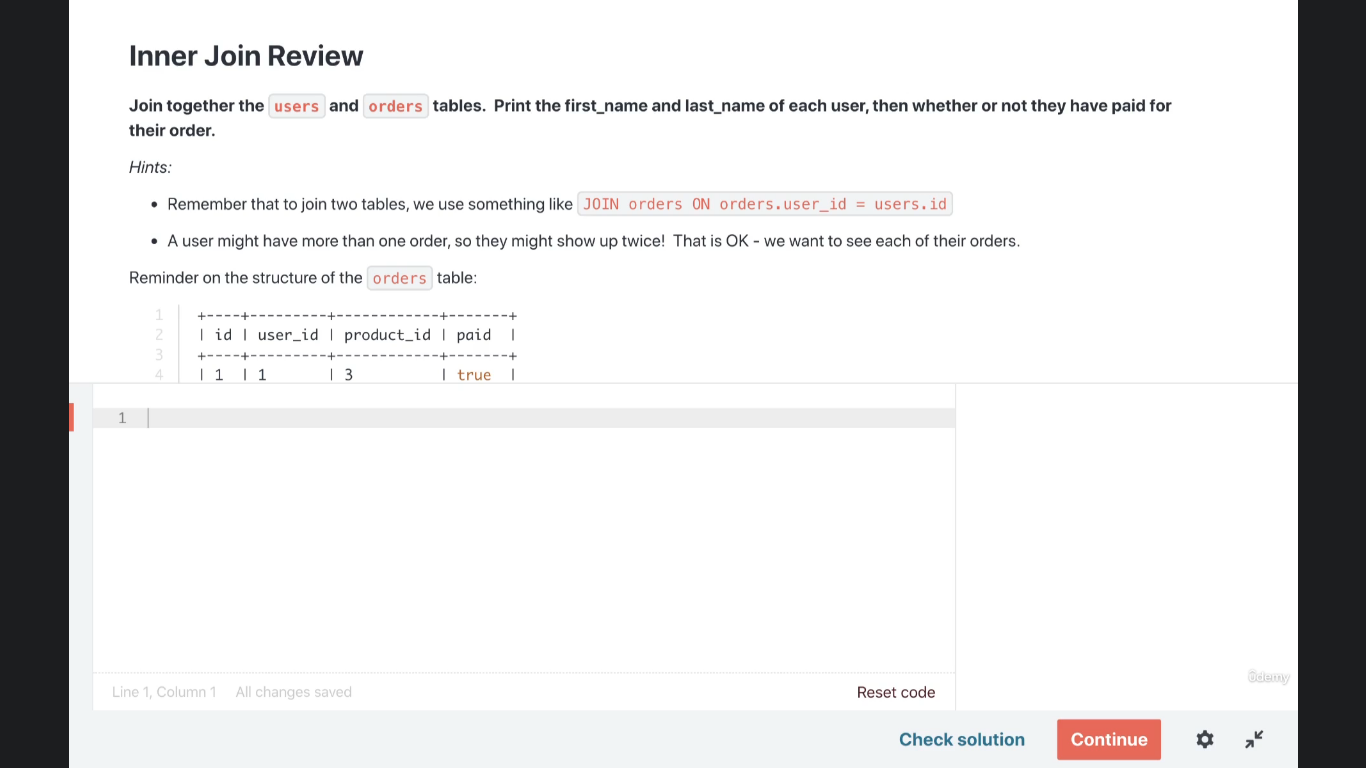 Inner Join Review
Join together the users and orders tables.  Print the first_name and last_name of each user, then whether or not they have paid for
their order.
Hints:
• Remember that to join two tables, we use something like JOIN orders ON orders.user_id = users.id
• A user might have more than one order, so they might show up twice!  That is OK - we want to see each of their orders.
Reminder on the structure of the orders table:
1 +----+---------+------------+-------+
2 | id | user_id | product_id | paid  |
3 +----+---------+------------+-------+
4 | 1  | 1       | 3          | true  |
1
Line 1, Column 1 All changes saved
Reset code
ûdemy
Check solution
Continue